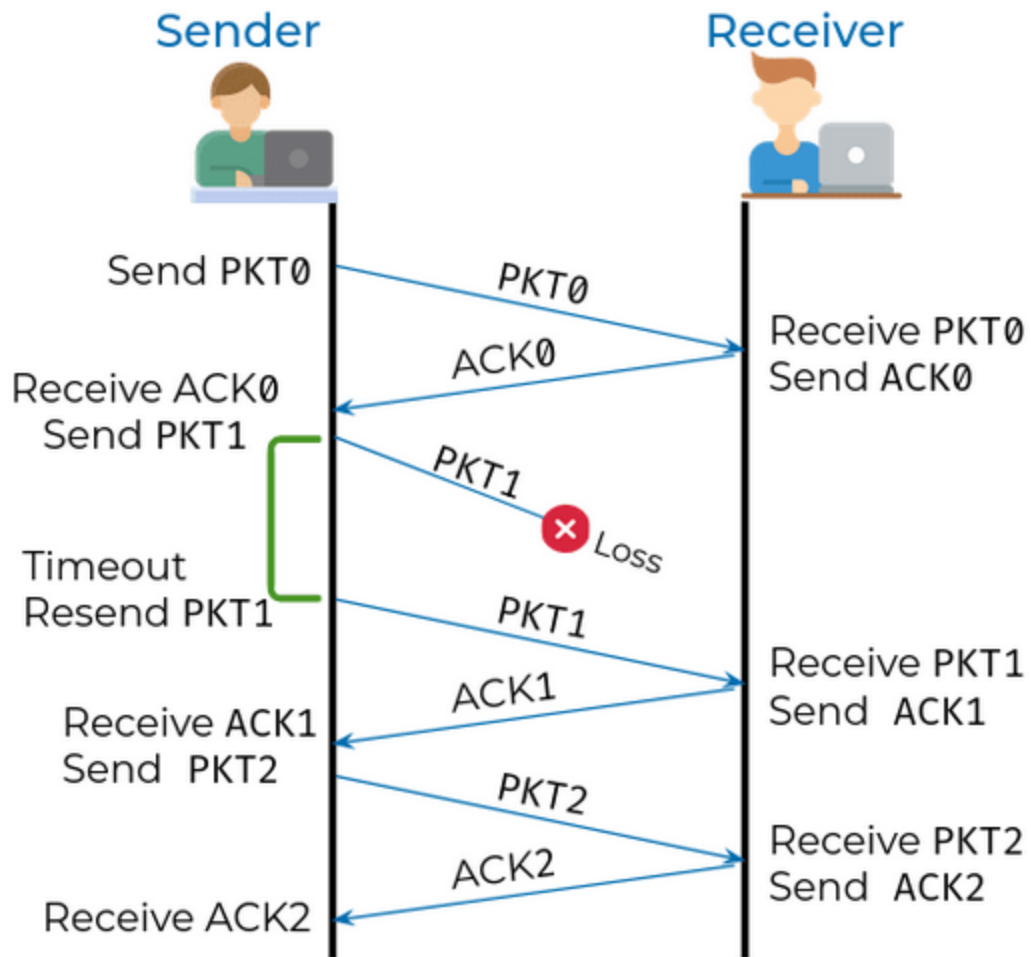 Sender
Receiver
Send PKT0
PKT0
Receive PKT0
Send ACK0
ACK0
Receive ACK0
Send PKT1
PKT1
Loss
Timeout
Resend PKT1
PKT1
Receive PKT1
Send ACK1
ACK1
Receive ACK1
Send PKT2
PKT2
Receive PKT2
Send ACK2
ACK2
Receive ACK2